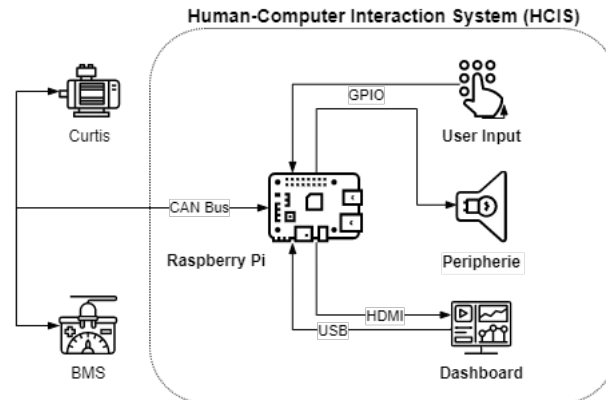 Human-Computer Interaction System (HCIS)
GPIO
Curtis
User Input
CAN Bus
Raspberry Pi
Peripherie
HDMI
USB
BMS
Dashboard